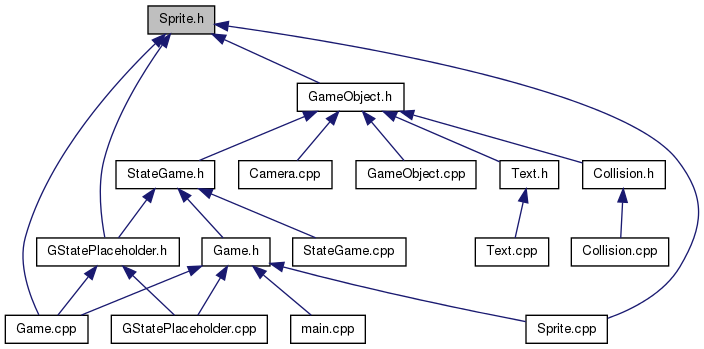 Sprite.h
GameObject.h
StateGame.h
Camera.cpp
GameObject.cpp
Text.h
Collision.h
GStatePlaceholder.h
Game.h
StateGame.cpp
Text.cpp
Collision.cpp
Game.cpp
GStatePlaceholder.cpp
main.cpp
Sprite.cpp